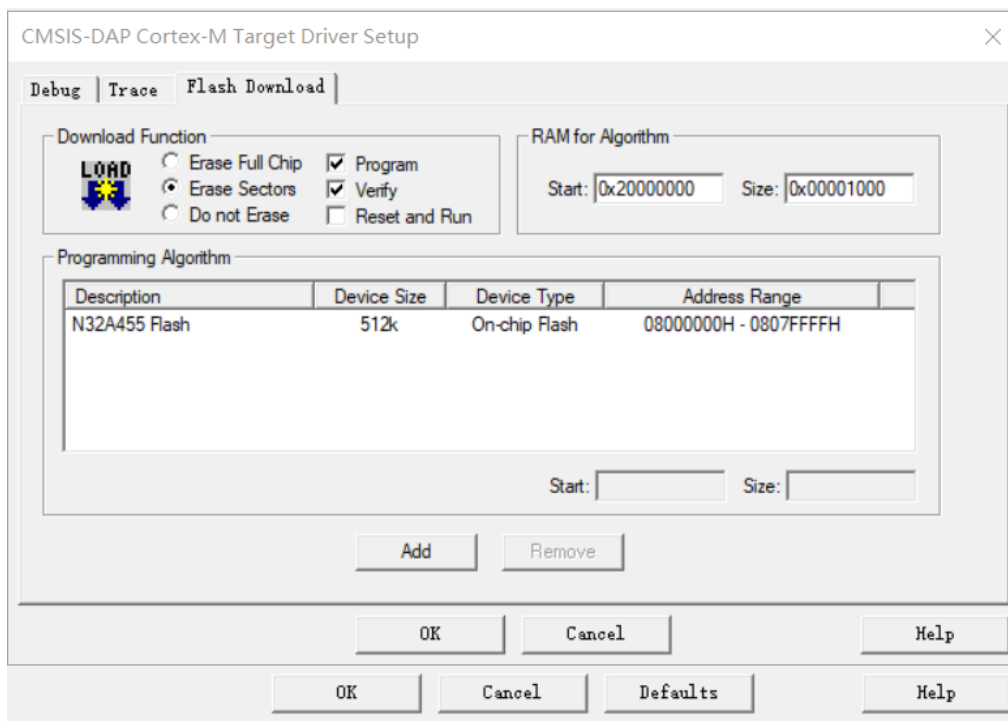 CMSIS-DAP Cortex-M Target Driver Setup
Debug Trace Flash Download
Download Function
LOAD
Erase Full Chip
Erase Sectors
Do not Erase
Program
Verify
Reset and Run
RAM for Algorithm
Start: 0x20000000 Size: 0x00001000
Programming Algorithm
Description Device Size Device Type Address Range
N32A455 Flash 512k On-chip Flash 08000000H - 0807FFFFH
Start: Size:
Add Remove
OK Cancel Help
OK Cancel Defaults Help